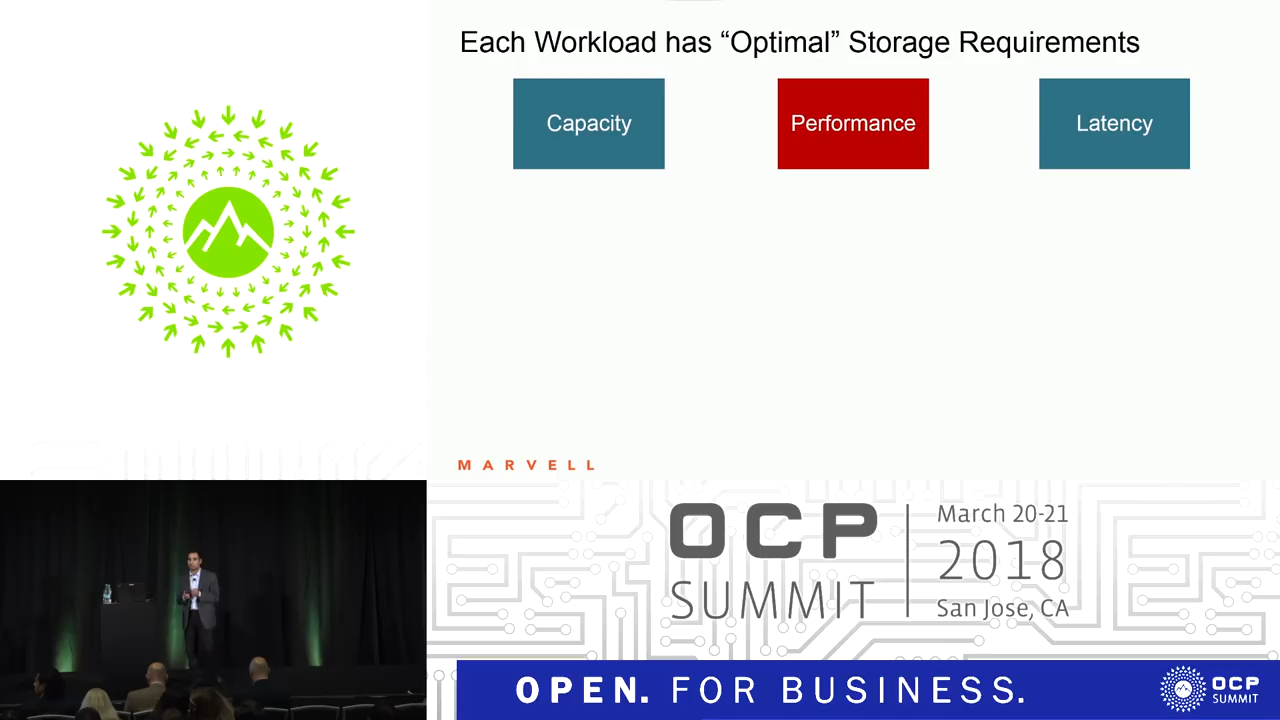 Each Workload has “Optimal” Storage Requirements
Capacity
Performance
Latency
MARVELL
OCP
SUMMIT
March 20-21
2018
San Jose, CA
OPEN. FOR BUSINESS.
OCP
SUMMIT